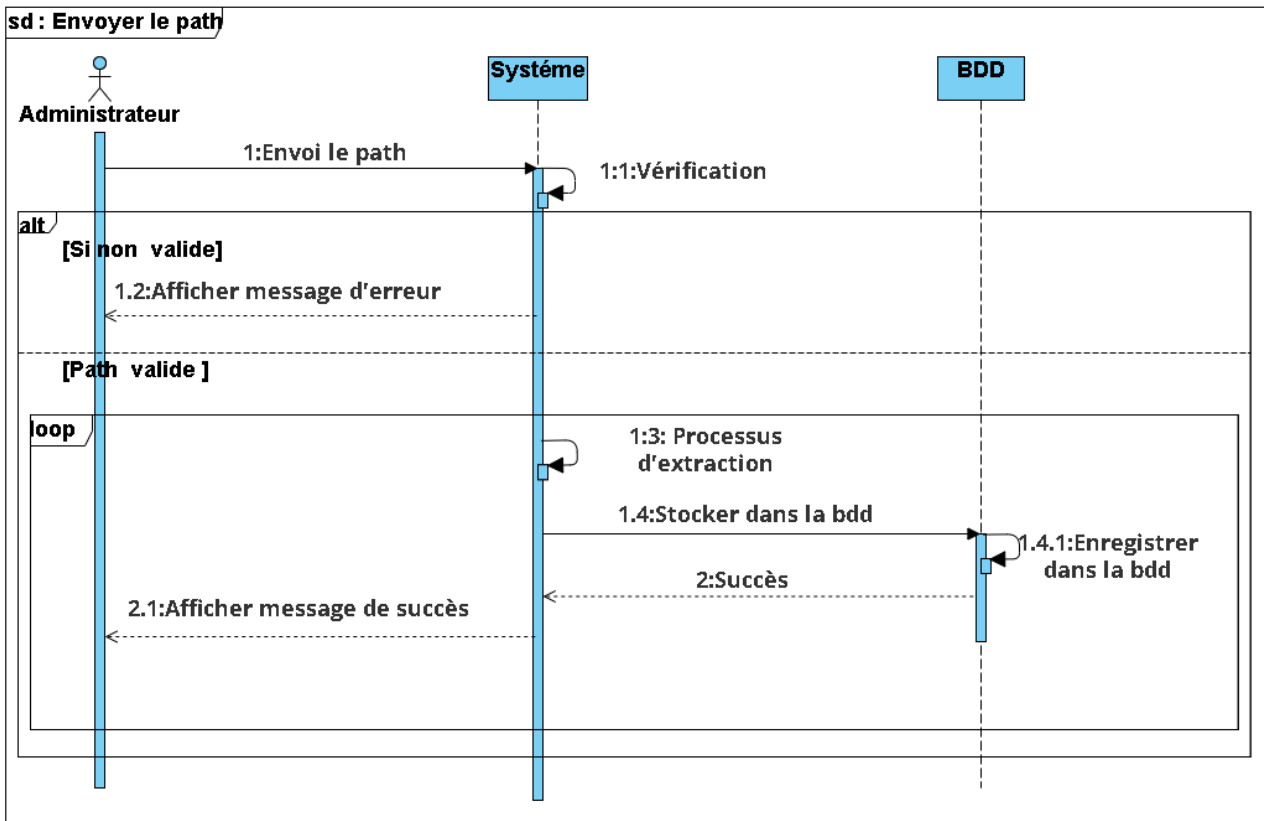 sd : Envoyer le path
Administrateur
Systéme
BDD
1:Envoi le path
1:1:Vérification
alt
[Si non valide]
1.2:Afficher message d'erreur
[Path valide ]
loop
1:3: Processus
d'extraction
1.4:Stocker dans la bdd
1.4.1:Enregistrer
dans la bdd
2:Succès
2.1:Afficher message de succès